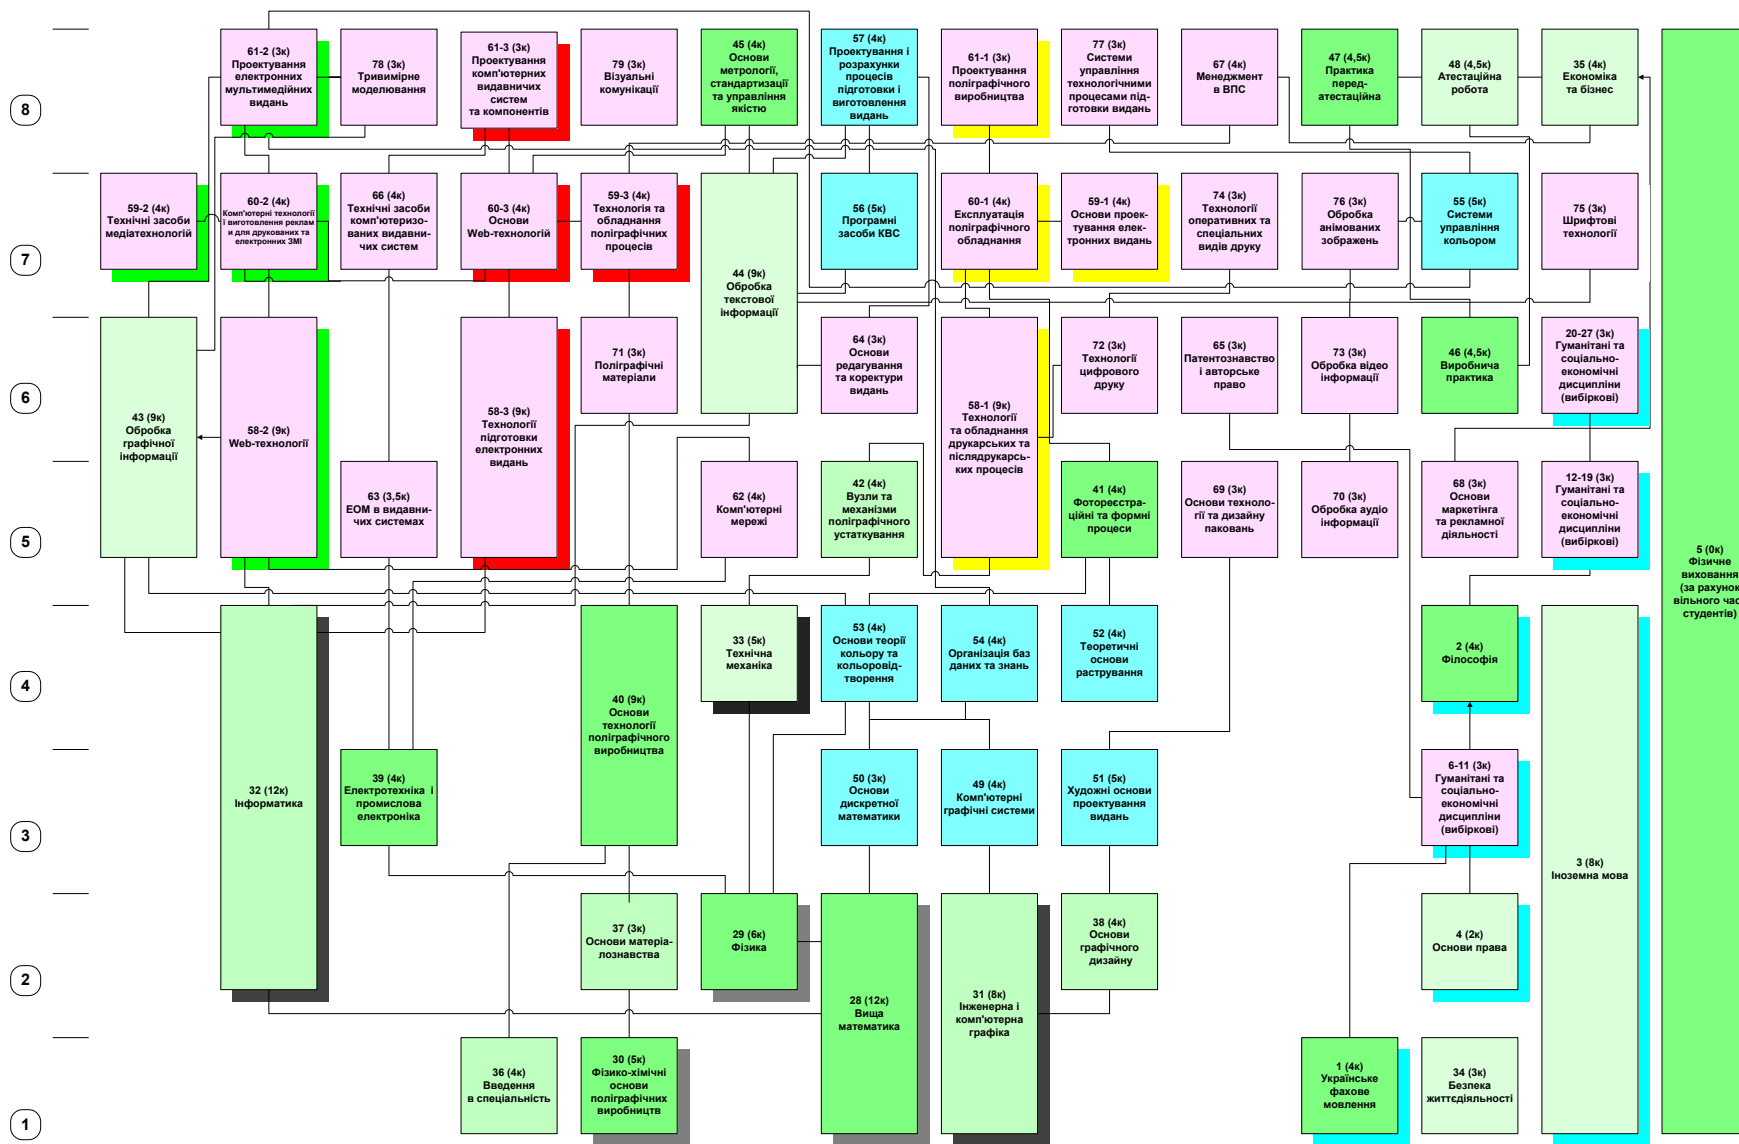 61-2 (3к)
Проектування
електронних
мультимедійних
видань
78 (3к)
Тривимірне
моделювання
61-3 (3к)
Проектування
комп'ютерних
видавничих
систем
та компонентів
79 (3к)
Візуальні
комунікації
45 (4к)
Основи
метрології,
стандартизації
та управління
якістю
57 (4к)
Проектування і
розрахунки
процесів
підготовки і
виготовлення
видань
61-1 (3к)
Проектування
поліграфічного
виробництва
77 (3к)
Системи
управління
технологічними
процесами під-
готовки видань
67 (4к)
Менеджмент
в ВПС
47 (4,5к)
Практика
перед-
атестаційна
48 (4,5к)
Атестаційна
робота
35 (4к)
Економіка
та бізнес
8
59-2 (4к)
Технічні засоби
медіатехнологій
60-2 (4к)
Комп'ютерні технології
ї виготовлення реклам
и для друкованих та
електронних ЗМІ
66 (4к)
Технічні засоби
комп'ютеризо-
ваних видавни-
чих систем
60-3 (4к)
Основи
Web-технологій
59-3 (4к)
Технологія та
обладнання
поліграфічних
процесів
44 (9к)
Обробка
текстової
інформації
56 (5к)
Програмні
засоби КВС
60-1 (4к)
Експлуатація
поліграфічного
обладнання
59-1 (4к)
Основи проек-
тування елек-
тронних видань
74 (3к)
Технології
оперативних та
спеціальних
видів друку
76 (3к)
Обробка
анімованих
зображень
55 (5к)
Системи
управління
кольором
75 (3к)
Шрифтові
технології
7
43 (9к)
Обробка
графічної
інформації
58-2 (9к)
Web-технології
58-3 (9к)
Технології
підготовки
електронних
видань
71 (3к)
Поліграфічні
матеріали
64 (3к)
Основи
редагування
та коректури
видань
58-1 (9к)
Технології
та обладнання
друкарських та
післядрукарсь-
ких процесів
72 (3к)
Технології
цифрового
друку
65 (3к)
Патентознавство
і авторське
право
73 (3к)
Обробка відео
інформації
46 (4,5к)
Виробнича
практика
20-27 (3к)
Гуманітані та
соціально-
економічні
дисципліни
(вибіркові)
6
63 (3,5к)
ЕОМ в видавни-
чих системах
62 (4к)
Комп'ютерні
мережі
42 (4к)
Вузли та
механізми
поліграфічного
устаткування
41 (4к)
Фотореєстра-
ційні та формні
процеси
69 (3к)
Основи техноло-
гії та дизайну
паковань
70 (3к)
Обробка аудіо
інформації
68 (3к)
Основи
маркетінга
та рекламної
діяльності
12-19 (3к)
Гуманітані та
соціально-
економічні
дисципліни
(вибіркові)
5
5 (0к)
Фізичне
виховання
(за рахунок
вільного час
студентів)
32 (12к)
Інформатика
40 (9к)
Основи
технології
поліграфічного
виробництва
33 (5к)
Технічна
механіка
53 (4к)
Основи теорії
кольору та
кольоровід-
творення
54 (4к)
Організація баз
даних та знань
52 (4к)
Теоретичні
основи
растрування
2 (4к)
Філософія
3 (8к)
Іноземна мова
4
39 (4к)
Електротехніка і
промислова
електроніка
50 (3к)
Основи
дискретної
математики
49 (4к)
Комп'ютерні
графічні системи
51 (5к)
Художні основи
проектування
видань
6-11 (3к)
Гуманітані та
соціально-
економічні
дисципліни
(вибіркові)
3
37 (3к)
Основи матеріа-
лознавства
29 (6к)
Фізика
28 (12к)
Вища
математика
31 (8к)
Інженерна і
комп'ютерна
графіка
38 (4к)
Основи
графічного
дизайну
4 (2к)
Основи права
2
36 (4к)
Введення
в спеціальність
30 (5к)
Фізико-хімічні
основи
поліграфічних
виробництв
1 (4к)
Українське
фахове
мовлення
34 (3к)
Безпека
життєдіяльності
1